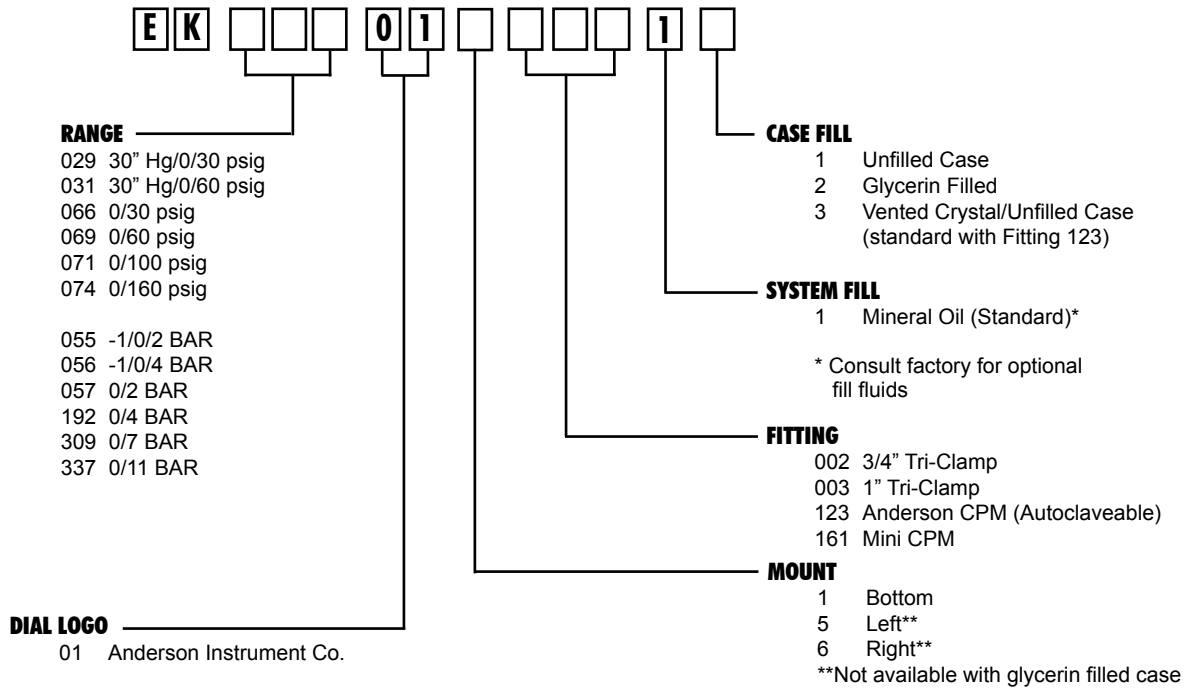 EK 01 1
RANGE
029 30” Hg/0/30 psig
031 30” Hg/0/60 psig
066 0/30 psig
069 0/60 psig
071 0/100 psig
074 0/160 psig
055 -1/0/2 BAR
056 -1/0/4 BAR
057 0/2 BAR
192 0/4 BAR
309 0/7 BAR
337 0/11 BAR
DIAL LOGO
01 Anderson Instrument Co.
CASE FILL
1 Unfilled Case
2 Glycerin Filled
3 Vented Crystal/Unfilled Case
(standard with Fitting 123)
SYSTEM FILL
1 Mineral Oil (Standard)*
* Consult factory for optional
fill fluids
FITTING
002 3/4” Tri-Clamp
003 1” Tri-Clamp
123 Anderson CPM (Autoclaveable)
161 Mini CPM
MOUNT
1 Bottom
5 Left**
6 Right**
**Not available with glycerin filled case